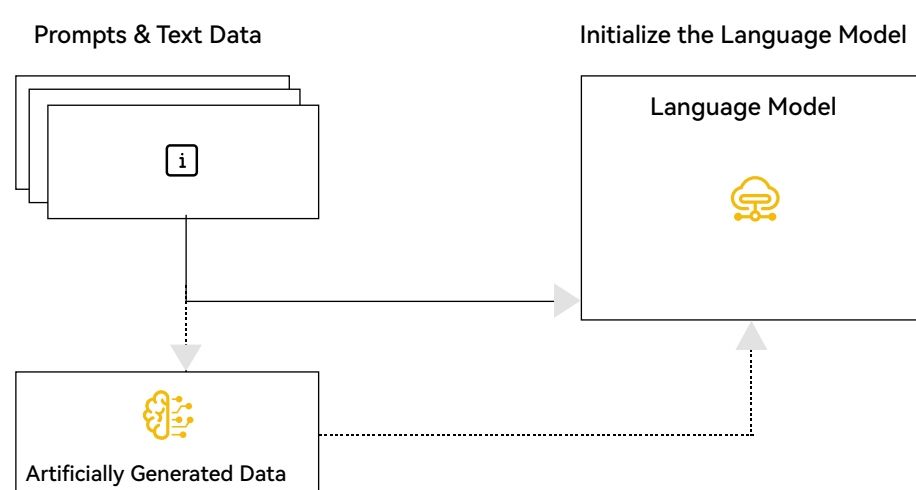 Prompts & Text Data
Initialize the Language Model
Language Model
i
Artificially Generated Data